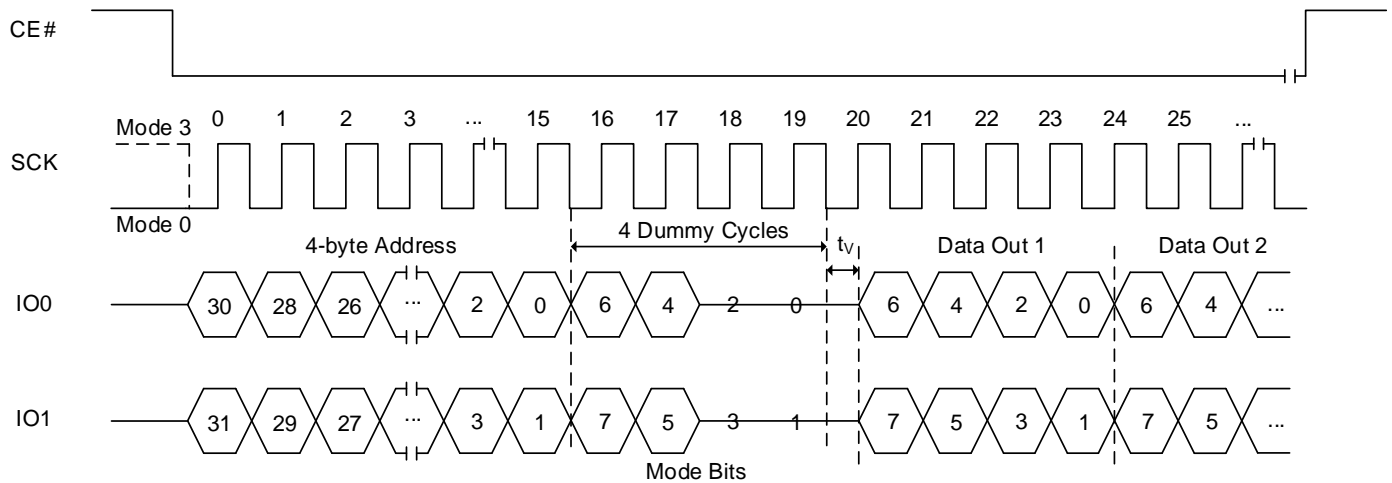 CE#
0 1 2 3 ... 15 16 17 18 19 20 21 22 23 24 25 ...
Mode 3
SCK
Mode 0
4-byte Address 4 Dummy Cycles tV Data Out 1 Data Out 2
IO0 30 28 26 ... 2 0 6 4 2 0 6 4 2 0 6 4 ...
IO1 31 29 27 ... 3 1 7 5 3 1 7 5 3 1 7 5 ...
Mode Bits